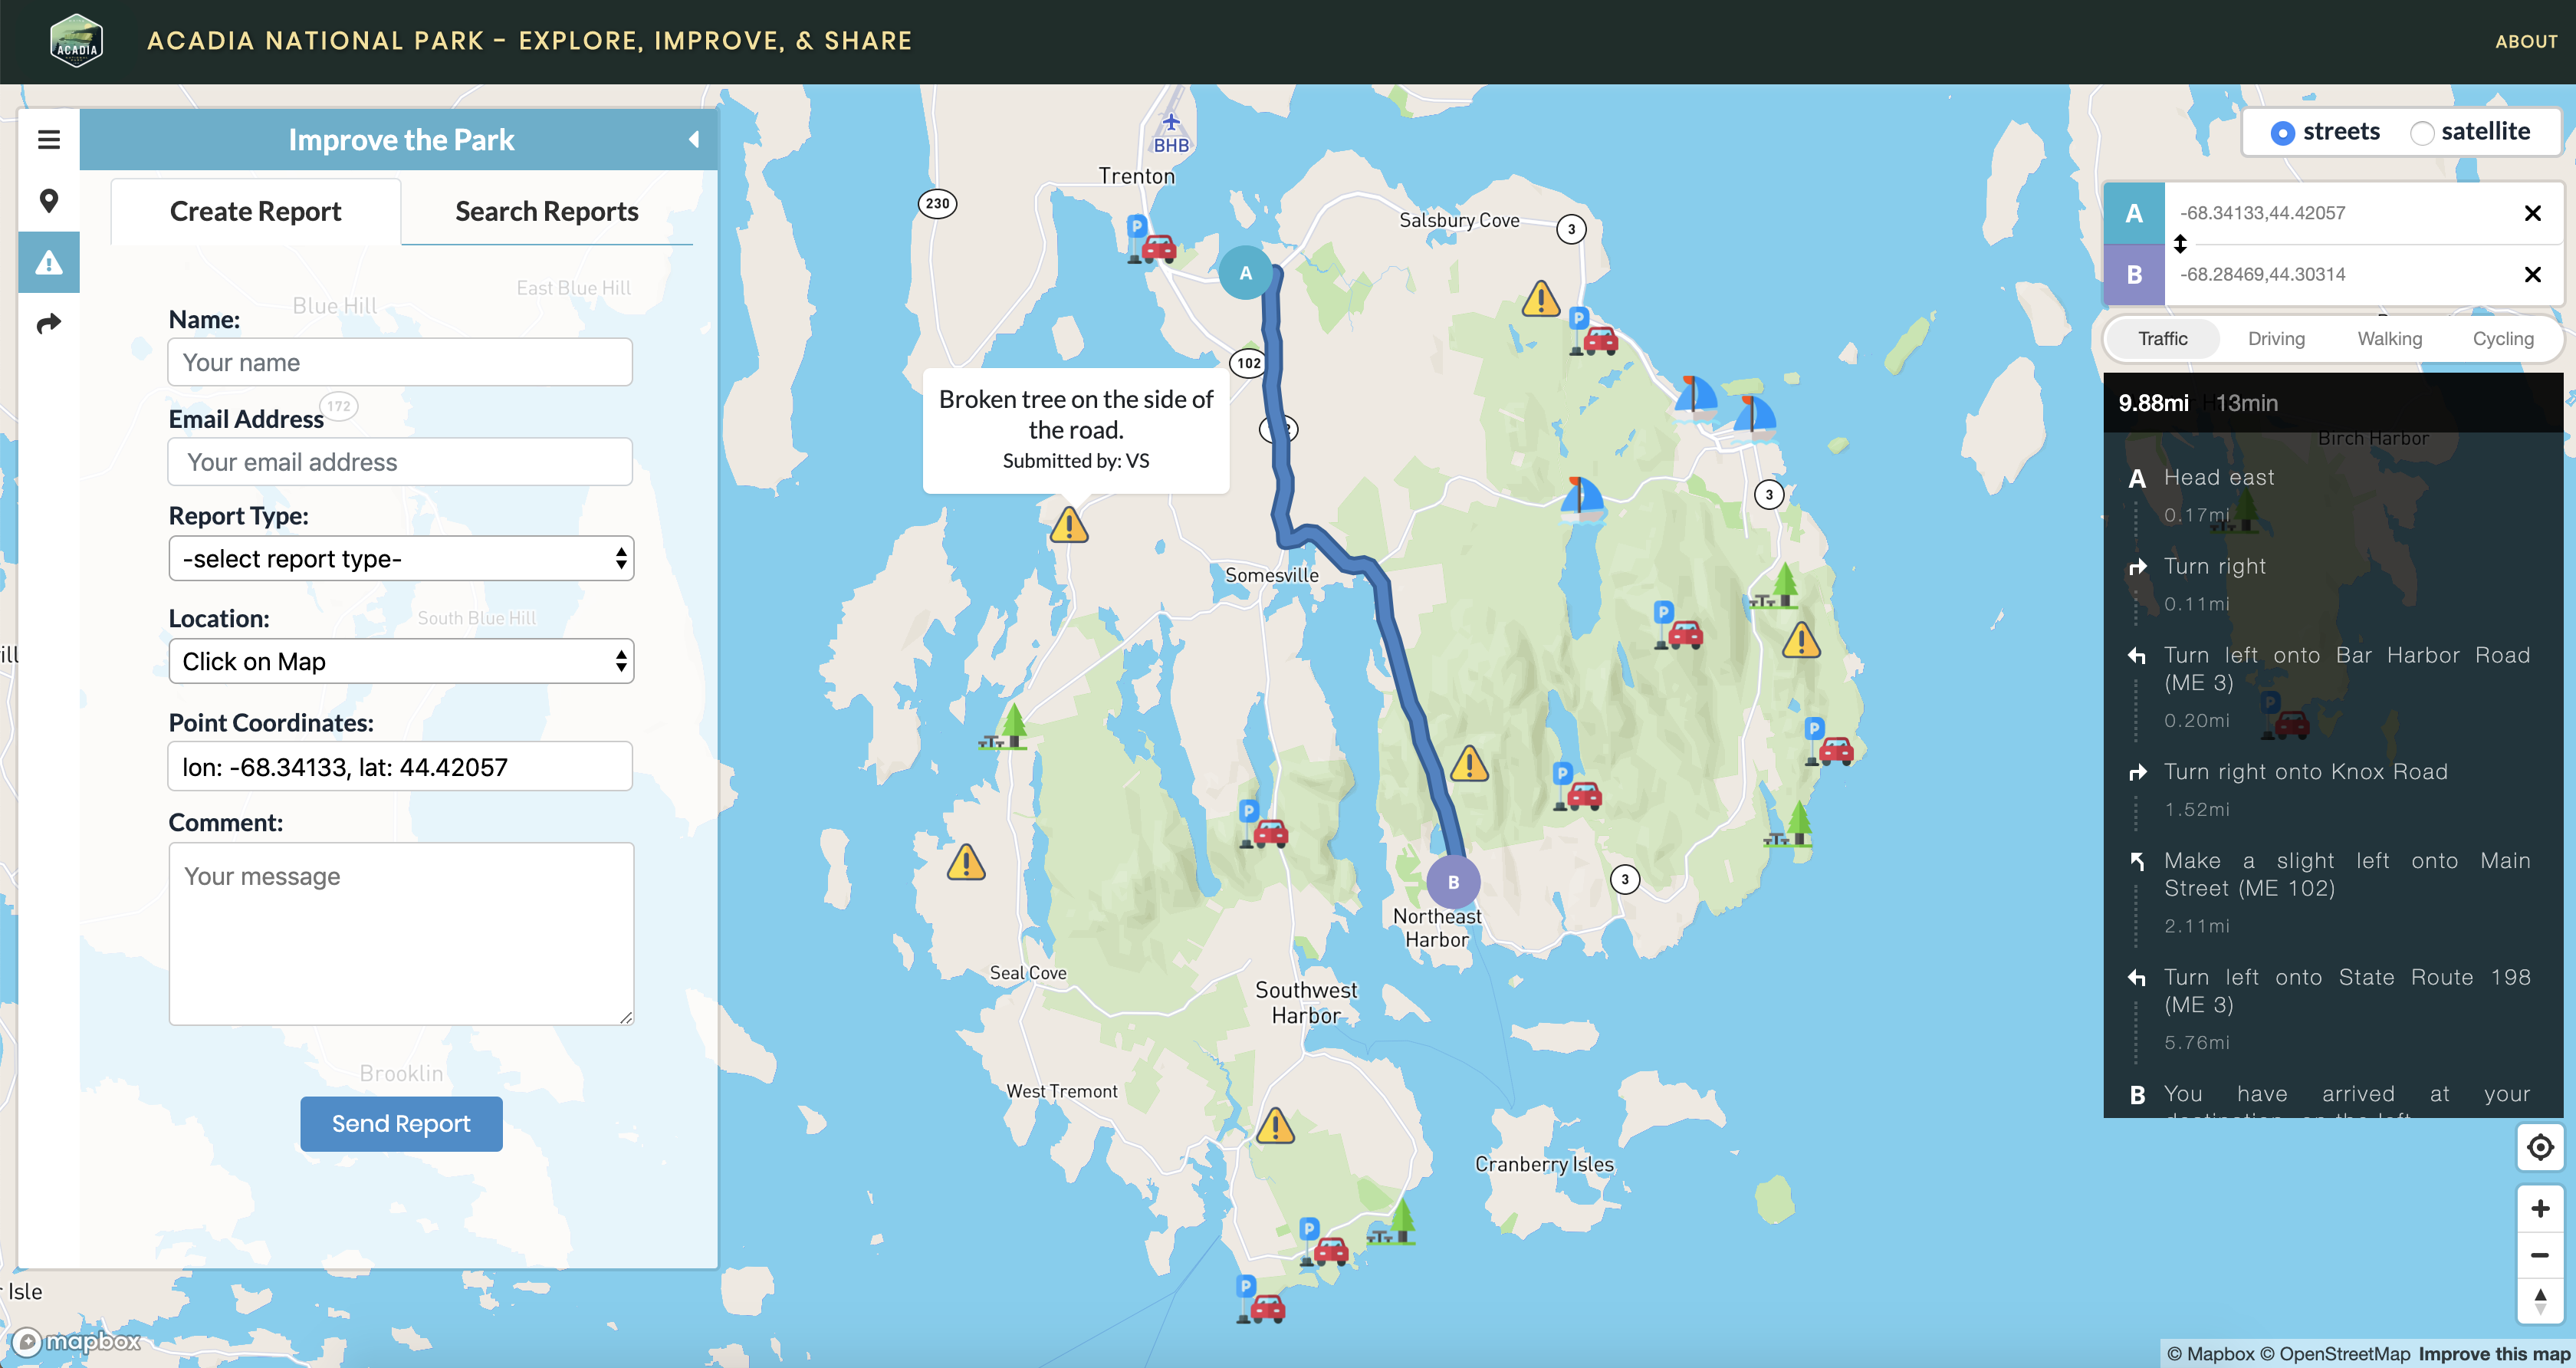 ACADIA
ACADIA NATIONAL PARK – EXPLORE, IMPROVE, & SHARE
ABOUT
Improve the Park
Create Report
Search Reports
Name:
Your name
Email Address
Your email address
Report Type:
-select report type-
Location:
Click on Map
Point Coordinates:
lon: -68.34133, lat: 44.42057
Comment:
Your message
Send Report
Blue Hill
East Blue Hill
172
South Blue Hill
Brooklin
Isle
mapbox
BHB
Trenton
230
Salsbury Cove
3
P
A
102
P
Broken tree on the side of
the road.
Submitted by: VS
3
Somesville
P
P
P
P
B
3
Northeast
Harbor
Seal Cove
Southwest
Harbor
West Tremont
Cranberry Isles
P
P
streets
satellite
A
-68.34133,44.42057
B
-68.28469,44.30314
Traffic
Driving
Walking
Cycling
9.88mi
13min
Birch Harbor
A
Head east
0.17mi
Turn right
0.11mi
Turn left onto Bar Harbor Road
(ME 3)
0.20mi
P
Turn right onto Knox Road
1.52mi
Make a slight left onto Main
Street (ME 102)
2.11mi
Turn left onto State Route 198
(ME 3)
5.76mi
B
You have arrived at your
© Mapbox © OpenStreetMap Improve this map